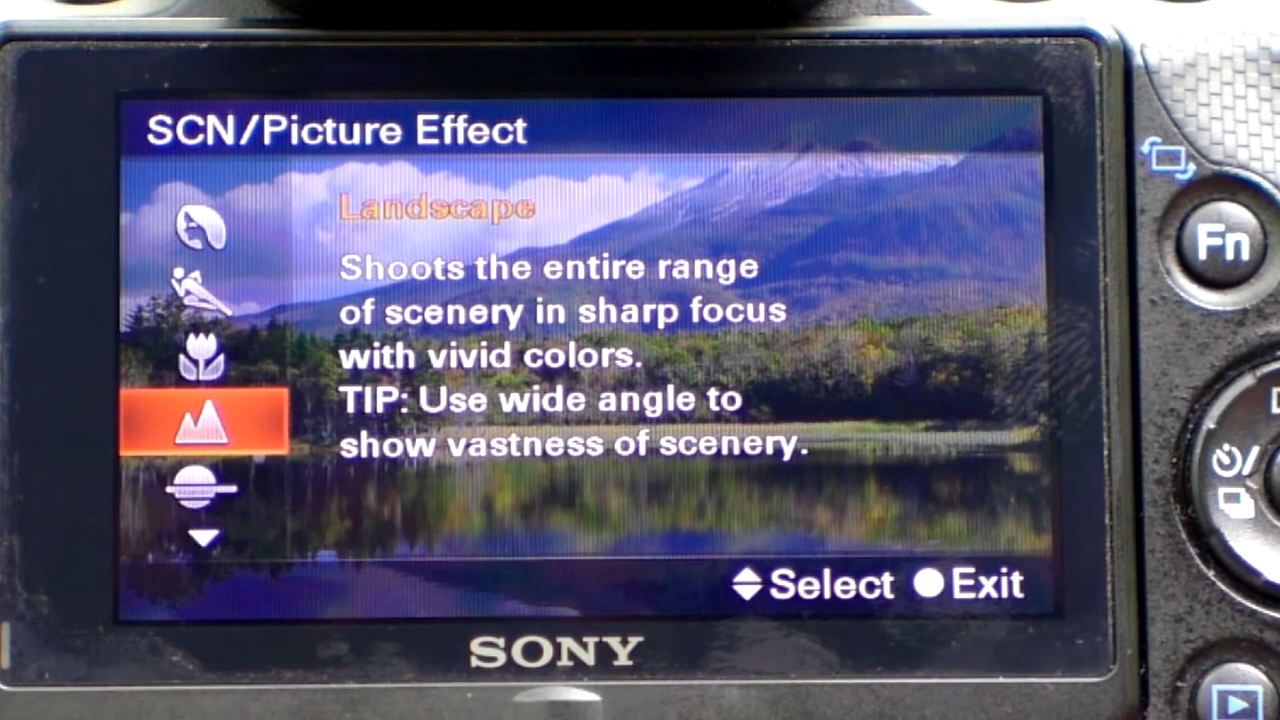 SCN/Picture Effect
Landscape
Shoots the entire range
of scenery in sharp focus
with vivid colors.
TIP: Use wide angle to
show vastness of scenery.
Select Exit
SONY
Fn